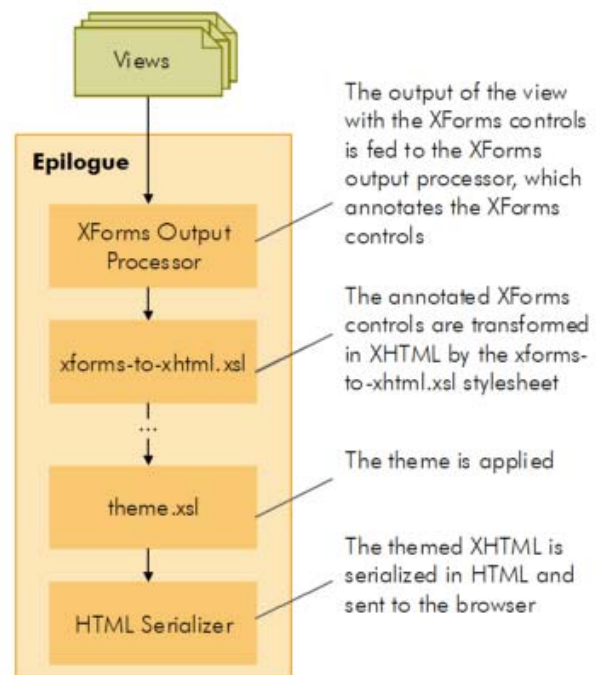 Views
The output of the view
with the XForms controls
is fed to the XForms
output processor, which
annotates the XForms
controls
Epilogue
XForms Output
Processor
The annotated XForms
controls are transformed
in XHTML by the xforms-
to-xhtml.xsl stylesheet
xforms-to-xhtml.xsl
...
The theme is applied
theme.xsl
The themed XHTML is
serialized in HTML and
sent to the browser
HTML Serializer